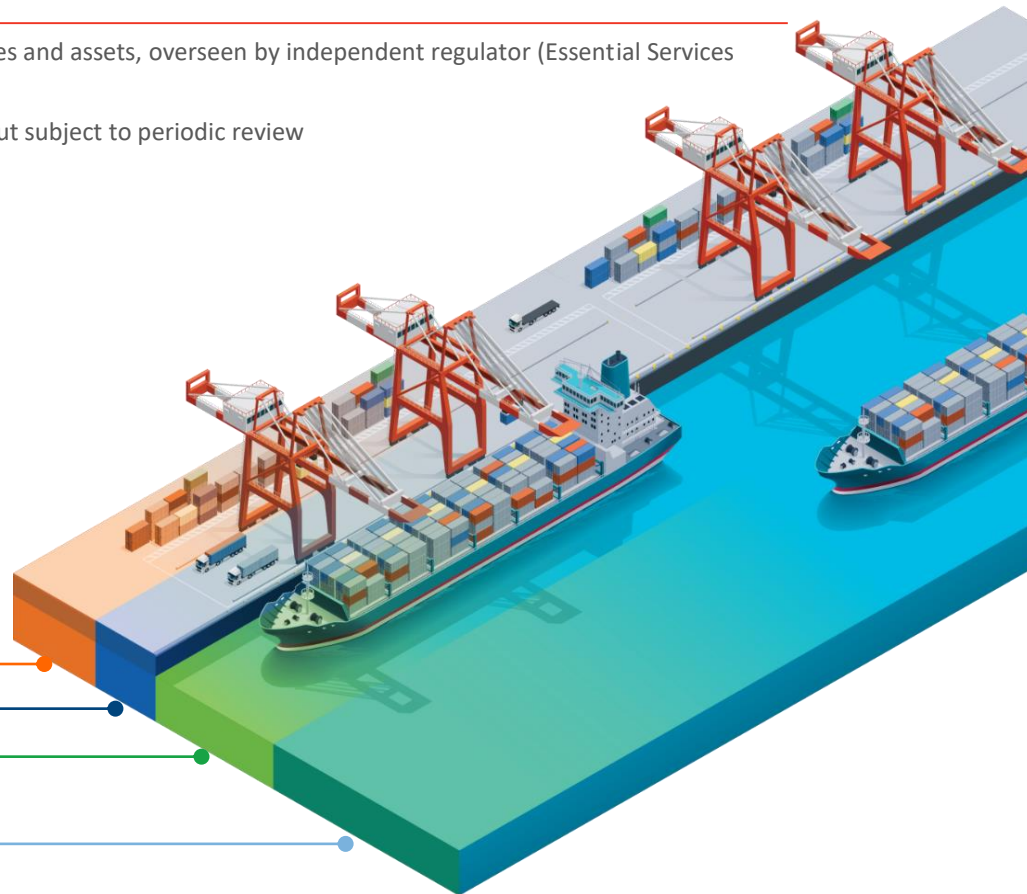 es and assets, overseen by independent regulator (Essential Services
ut subject to periodic review